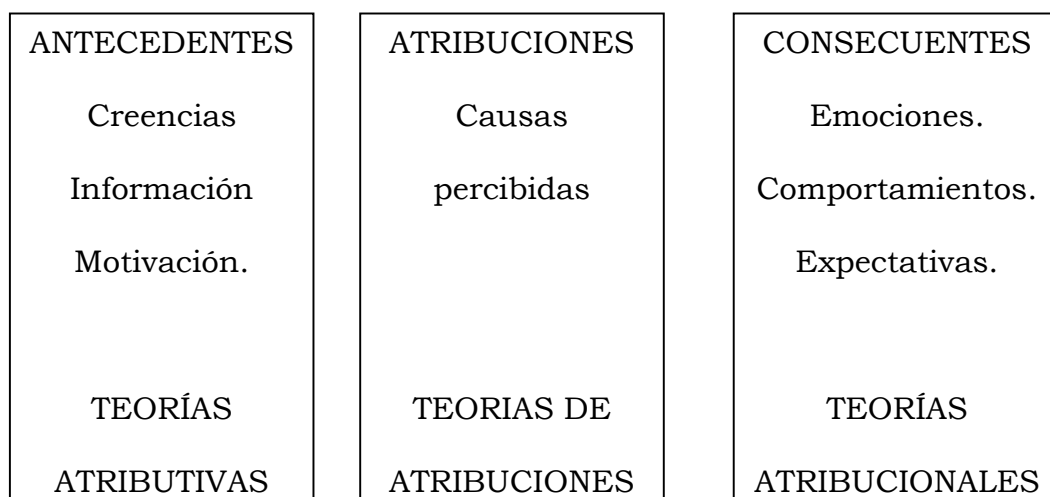 ANTECEDENTES
Creencias
Información
Motivación.
TEORÍAS
ATRIBUTIVAS
ATRIBUCIONES
Causas
percibidas
TEORIAS DE
ATRIBUCIONES
CONSECUENTES
Emociones.
Comportamientos.
Expectativas.
TEORÍAS
ATRIBUCIONALES